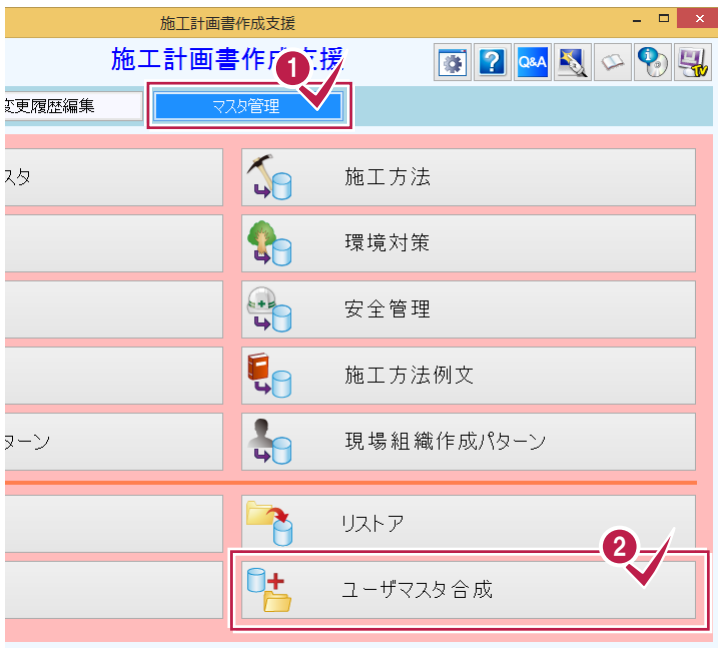 施工計画書作成支援
施工計画書作成支援
1
Q&A
TV
変更履歴編集
マスタ管理
スタ
施工方法
環境対策
安全管理
施工方法例文
ターン
現場組織作成パターン
リストア
2
ユーザマスタ合成